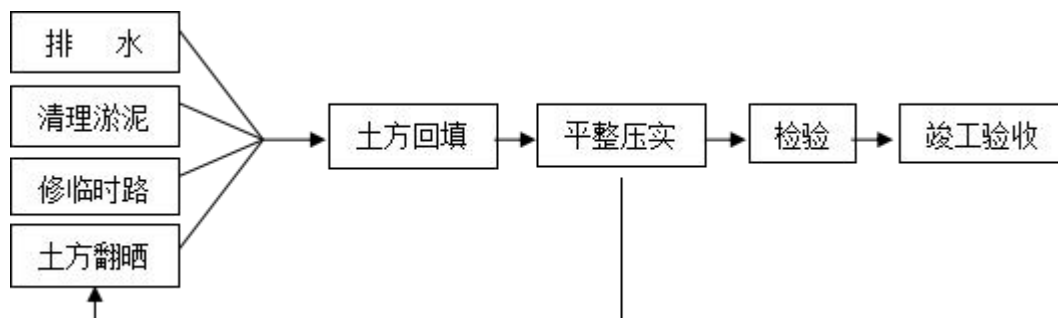 排 水
清理淤泥
修临时路
土方翻晒
土方回填
平整压实
检验
竣工验收